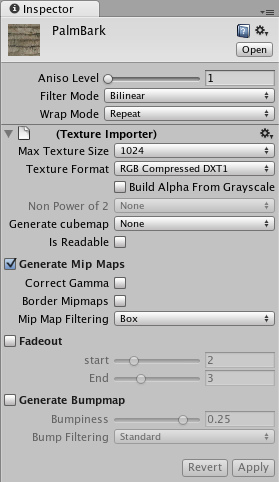 Inspector
PalmBark
Open
Aniso Level 1
Filter Mode Bilinear
Wrap Mode Repeat
(Texture Importer)
Max Texture Size 1024
Texture Format RGB Compressed DXT1
Build Alpha From Grayscale
Non Power of 2 None
Generate cubemap None
Is Readable
Generate Mip Maps
Correct Gamma
Border Mipmaps
Mip Map Filtering Box
Fadeout
start 2
End 3
Generate Bumpmap
Bumpiness 0.25
Bump Filtering Standard
Revert Apply